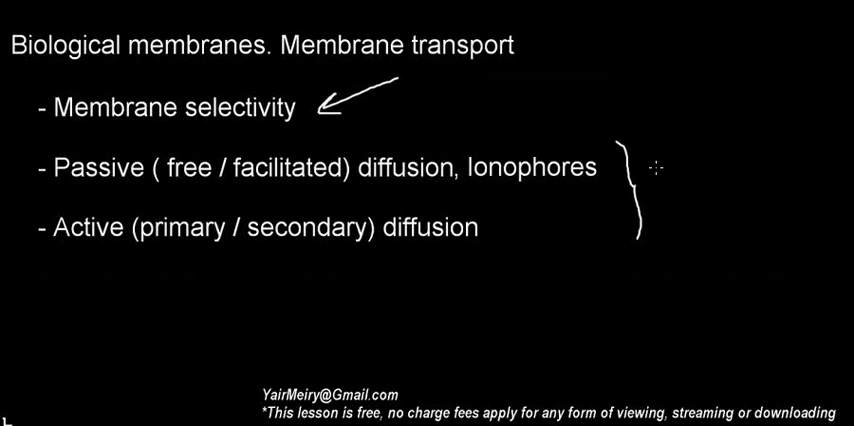 Biological membranes. Membrane transport
- Membrane selectivity
- Passive ( free / facilitated) diffusion, Ionophores
- Active (primary / secondary) diffusion
YairMeiry@Gmail.com
*This lesson is free, no charge fees apply for any form of viewing, streaming or downloading